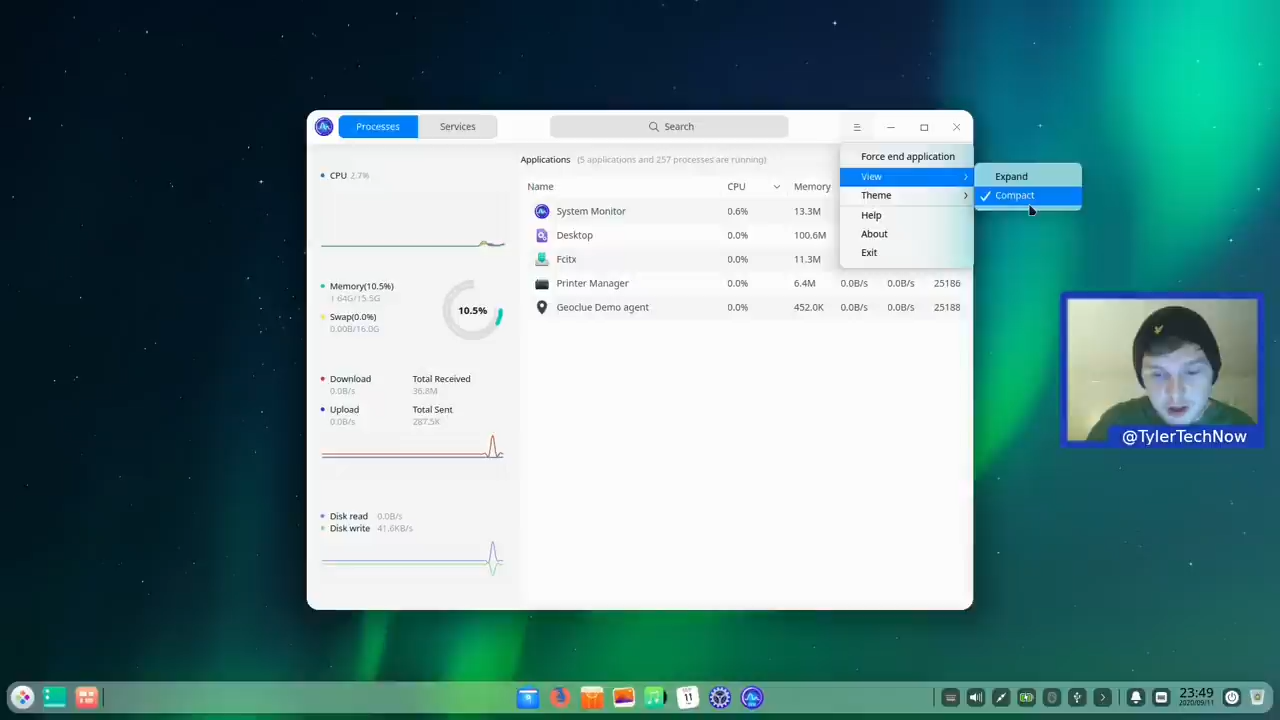 Processes
Services
Search
CPU 2.7%
Memory(10.5%)
1.64G/15.5G
Swap(0.0%)
0.00B/16.0G
10.5%
Download
0.0B/s
Total Received
36.8M
Upload
0.0B/s
Total Sent
287.5K
Disk read 0.0B/s
Disk write 41.6KB/s
Applications (5 applications and 257 processes are running)
Name CPU Memory
System Monitor 0.6% 13.3M
Desktop 0.0% 100.6M
Fcitx 0.0% 11.3M
Printer Manager 0.0% 6.4M 0.0B/s 0.0B/s 25186
Geoclue Demo agent 0.0% 452.0K 0.0B/s 0.0B/s 25188
Force end application
View
Theme
Help
About
Exit
Expand
Compact
@TylerTechNow
11
23:49
2020/09/11